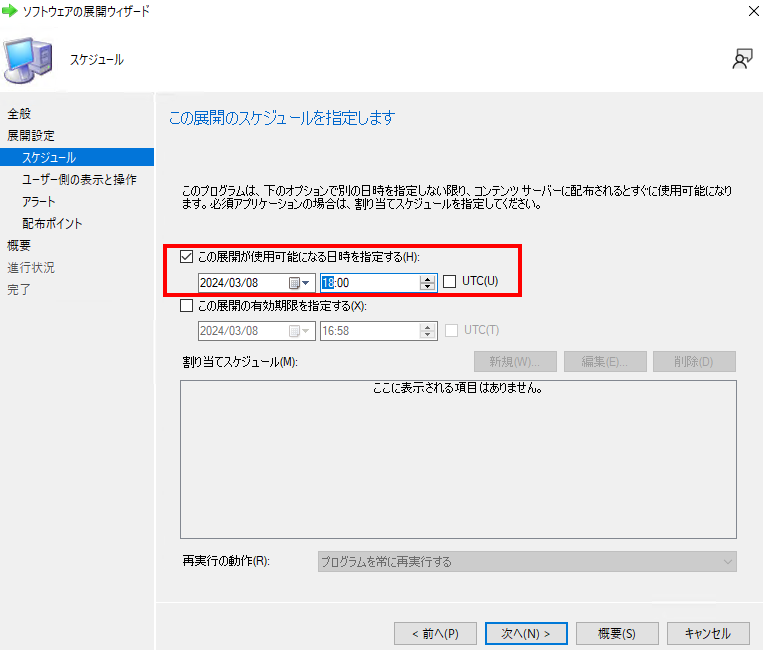 ソフトウェアの展開ウィザード
スケジュール
全般
展開設定
スケジュール
ユーザー側の表示と操作
アラート
配布ポイント
概要
進行状況
完了
この展開のスケジュールを指定します
このプログラムは、下のオプションで別の日時を指定しない限り、コンテンツ サーバーに配布されるとすぐに使用可能になり
ます。必須アプリケーションの場合は、割り当てスケジュールを指定してください。
この展開が使用可能になる日時を指定する(H):
2024/03/08 18:00 UTC(U)
この展開の有効期限を指定する(X):
2024/03/08 16:58 UTC(T)
割り当てスケジュール(M): 新規(W)... 編集(E)... 削除(D)
ここに表示される項目はありません。
再実行の動作(R): プログラムを常に再実行する
< 前へ(P) 次へ(N) > 概要(S) キャンセル